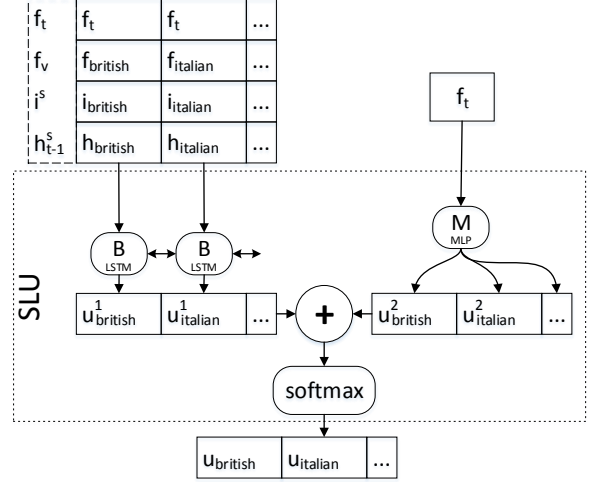 f_t f_t f_t ...
f_v f_british f_italian ...
i^s i_british i_italian ...
h^s_t-1 h_british h_italian ...
f_t
B LSTM B LSTM
M MLP
SLU
u^1_british u^1_italian ... + u^2_british u^2_italian ...
softmax
u_british u_italian ...